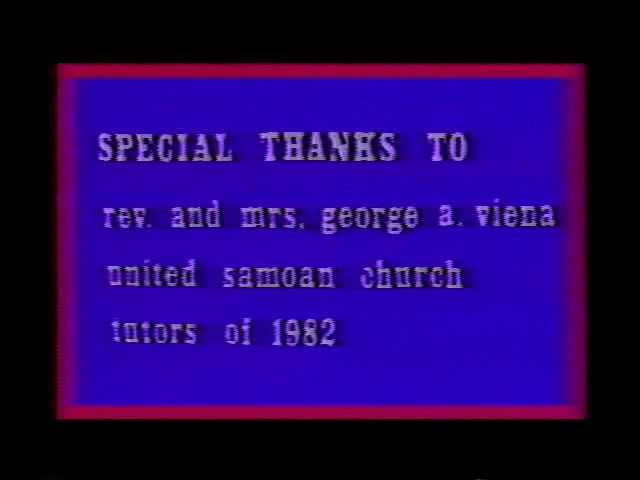 SPECIAL THANKS TO
rev. and mrs. george a. viena
united samoan church
tutors of 1982